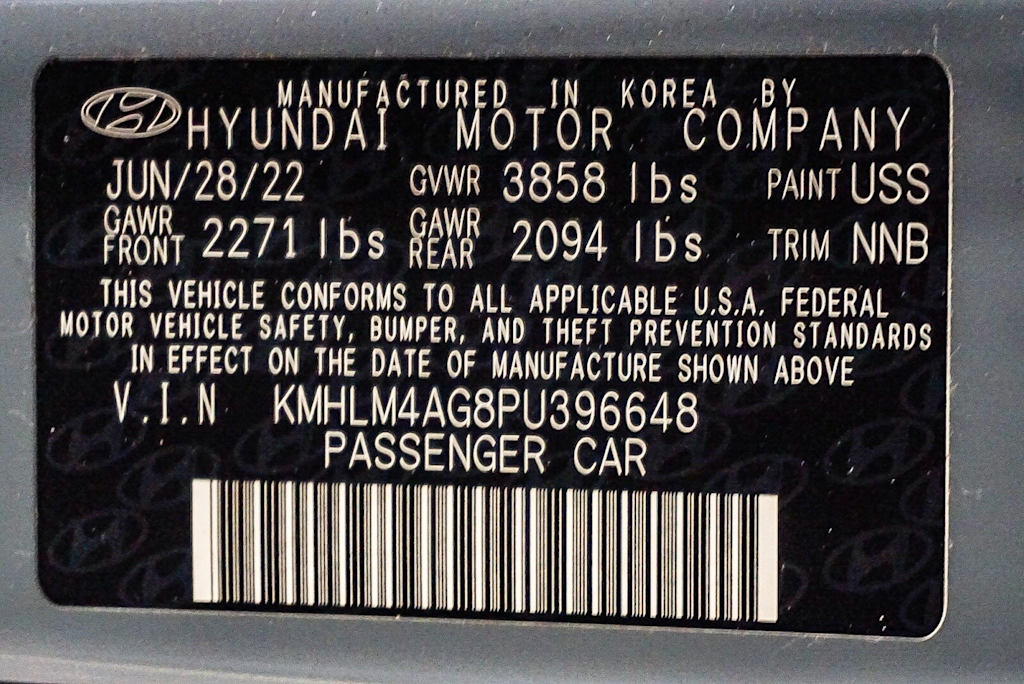 MANUFACTURED IN KOREA BY
HYUNDAI MOTOR COMPANY
JUN/28/22 GVWR 3858 lbs PAINT USS
GAWR FRONT 2271 lbs GAWR REAR 2094 lbs TRIM NNB
THIS VEHICLE CONFORMS TO ALL APPLICABLE U.S.A. FEDERAL
MOTOR VEHICLE SAFETY, BUMPER, AND THEFT PREVENTION STANDARDS
IN EFFECT ON THE DATE OF MANUFACTURE SHOWN ABOVE
V.I.N KMHLM4AG8PU396648
PASSENGER CAR